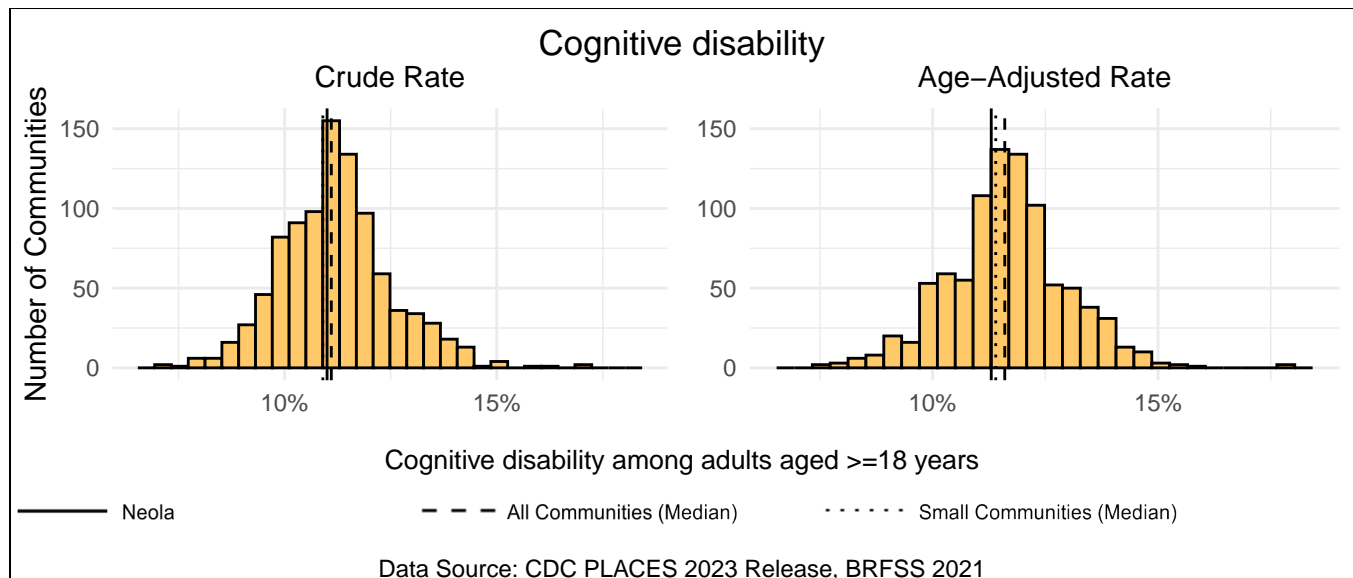 Cognitive disability
Crude Rate
Age−Adjusted Rate
Number of Communities
150
100
50
0
10%
15%
150
100
50
0
10%
15%
Cognitive disability among adults aged >=18 years
Neola
All Communities (Median)
Small Communities (Median)
Data Source: CDC PLACES 2023 Release, BRFSS 2021